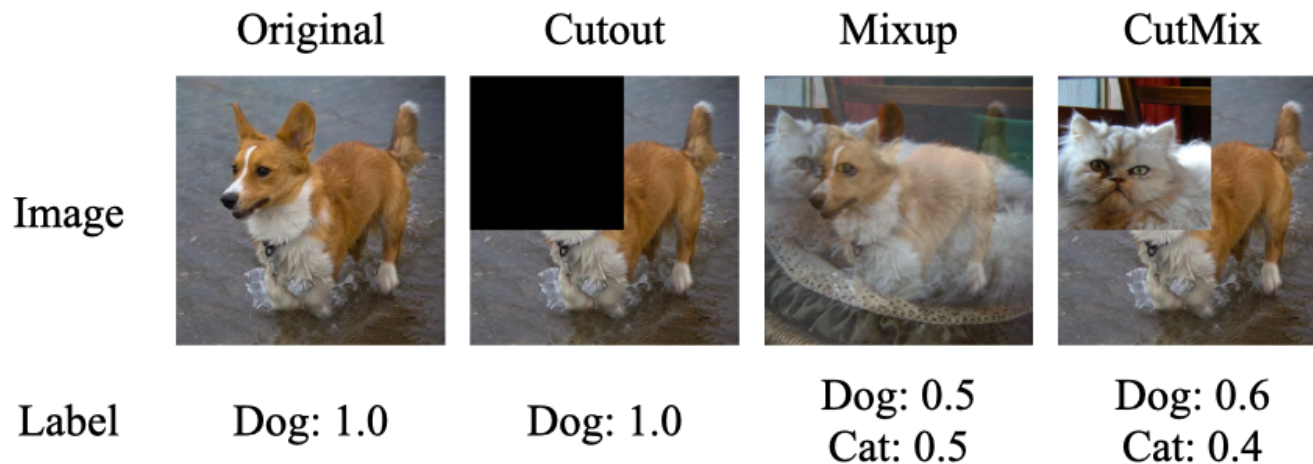 Original Cutout Mixup CutMix
Image
Label Dog: 1.0 Dog: 1.0 Dog: 0.5 Dog: 0.6
Cat: 0.5 Cat: 0.4